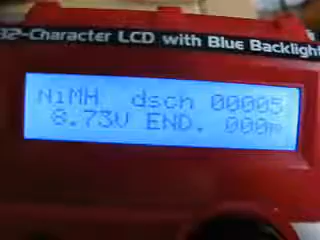 32-Character LCD with Blue Backlight
NiMH dsch 00005
8.73V END. 000m